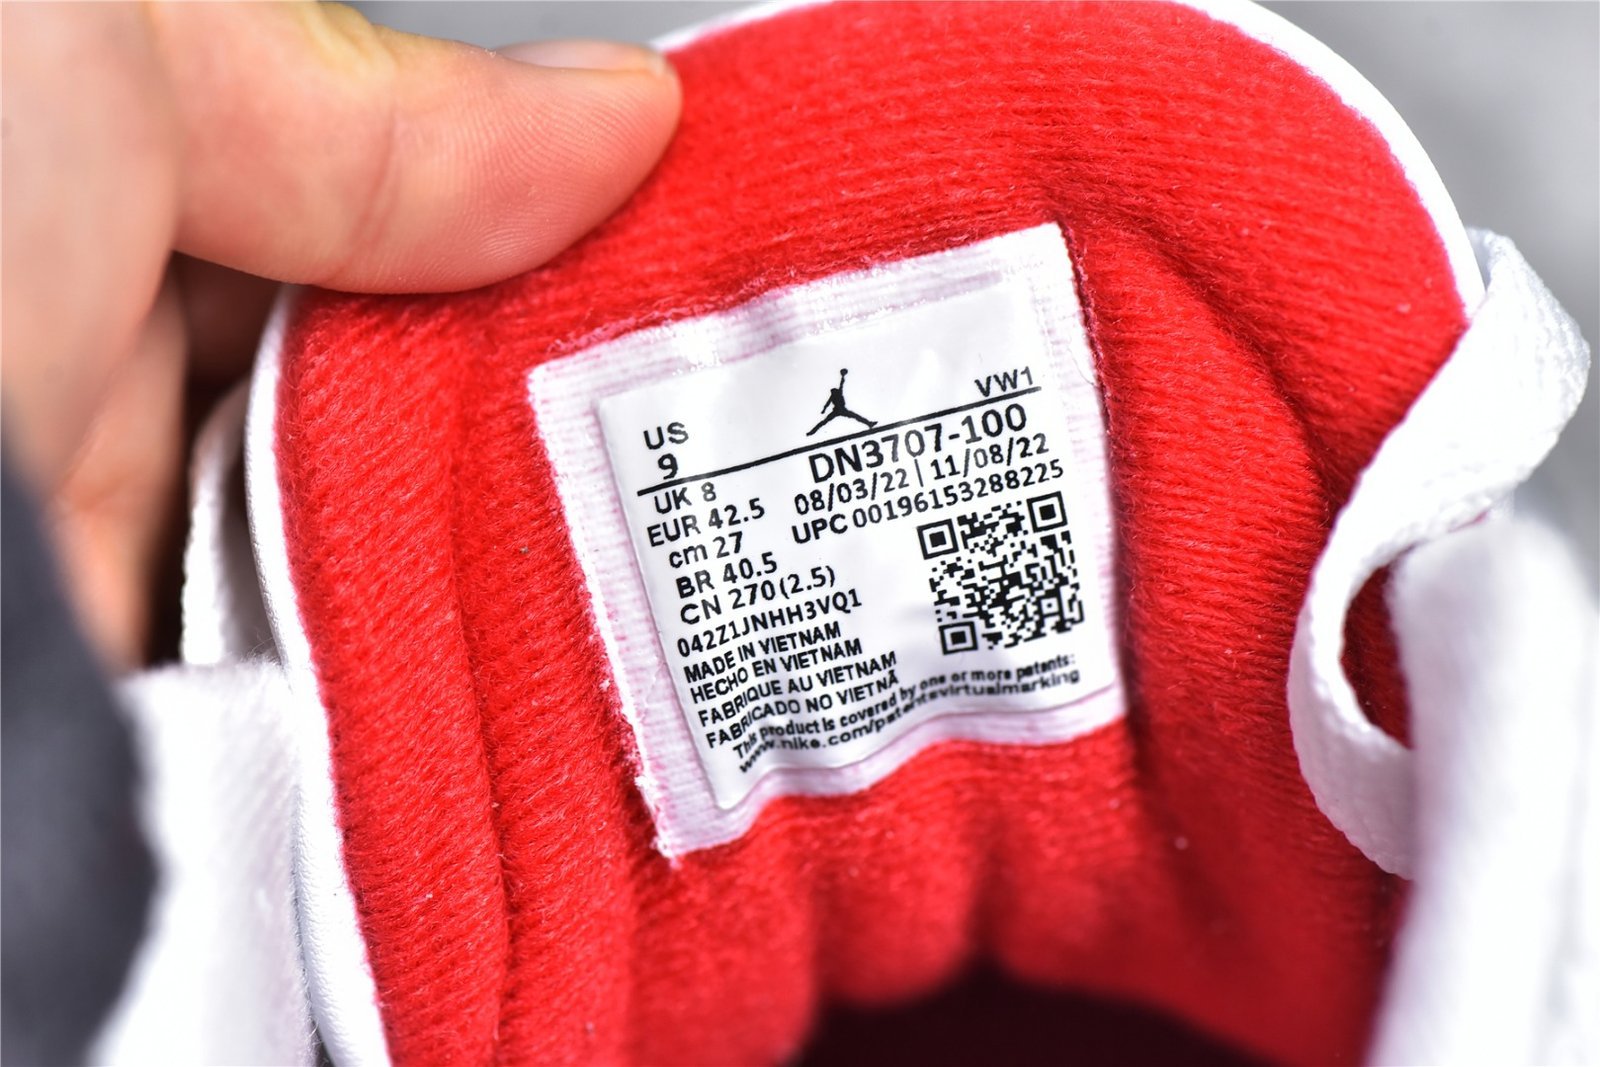 US
9
VW1
DN3707-100
08/03/22 | 11/08/22
UPC 00196153288225
UK 8
EUR 42.5
cm 27
BR 40.5
CN 270(2.5)
042Z1JNHH3VQ1
MADE IN VIETNAM
HECHO EN VIETNAM
FABRIQUE AU VIETNAM
FABRICADO NO VIETNÃ
This product is covered by one or more patents:
www.nike.com/patentsvirtualmarking